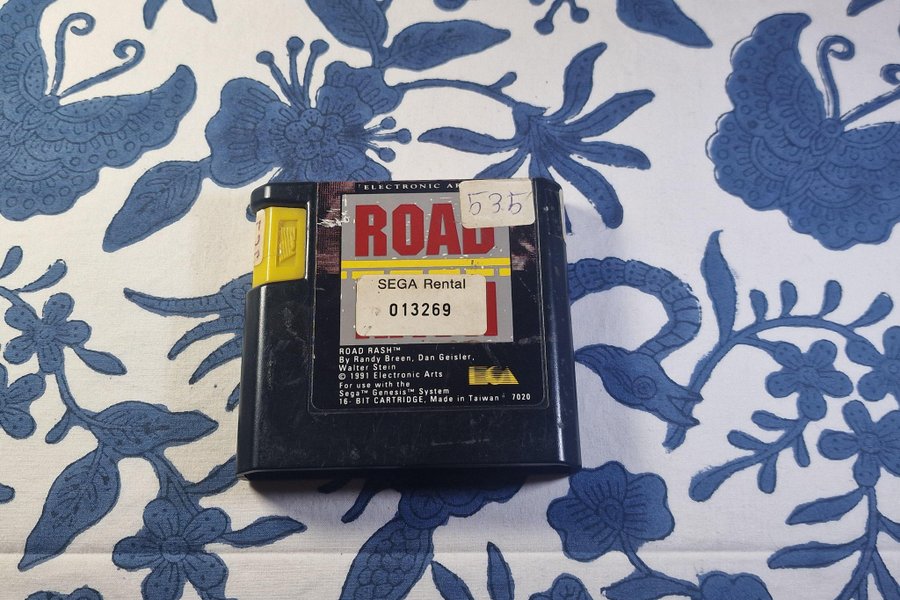 ELECTRONIC
535
ROAD
SEGA Rental
013269
ROAD RASH™
By Randy Breen, Dan Geisler,
Walter Stein
© 1991 Electronic Arts
For use with the
Sega™ Genesis™ System
16- BIT CARTRIDGE, Made in Taiwan 7020